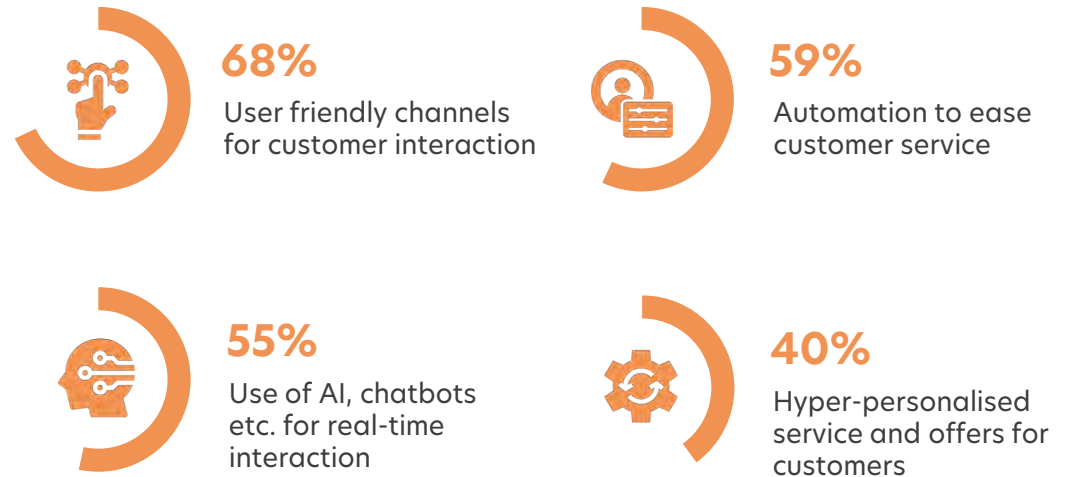 68%
User friendly channels
for customer interaction
59%
Automation to ease
customer service
55%
Use of AI, chatbots
etc. for real-time
interaction
40%
Hyper-personalised
service and offers for
customers